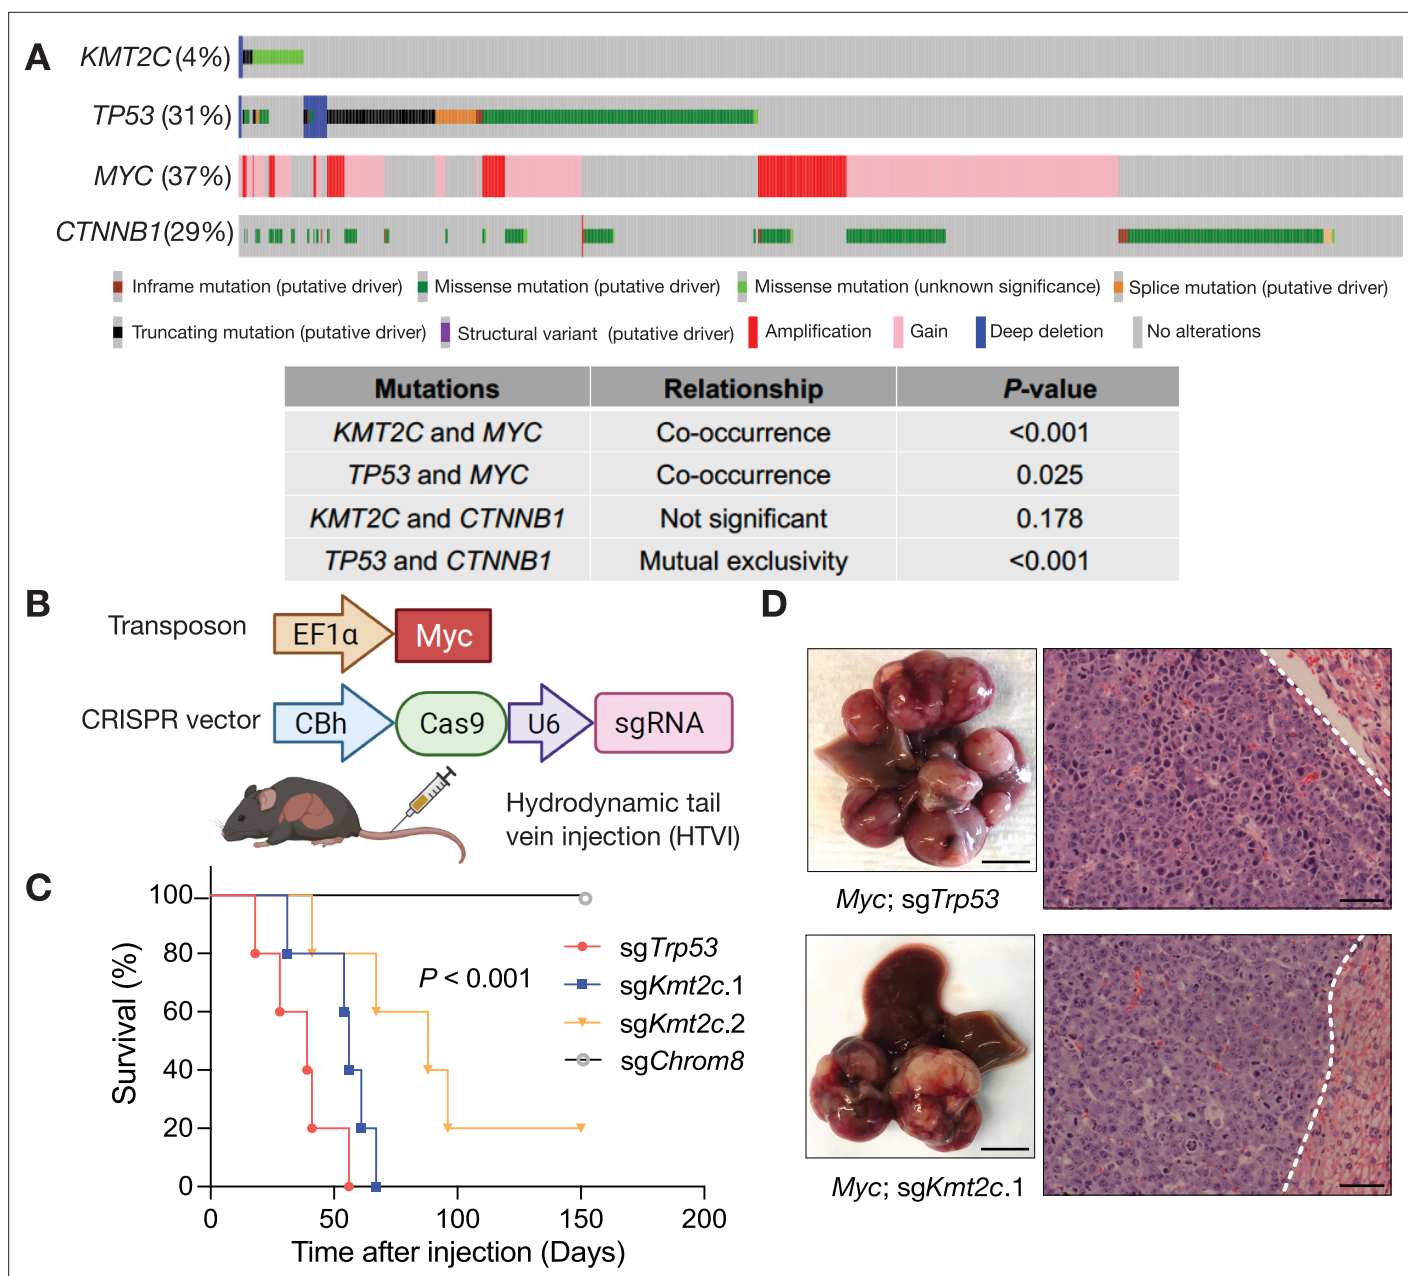 A
KMT2C (4%)
TP53 (31%)
MYC (37%)
CTNNB1 (29%)
Inframe mutation (putative driver) Missense mutation (putative driver) Missense mutation (unknown significance) Splice mutation (putative driver)
Truncating mutation (putative driver) Structural variant (putative driver) Amplification Gain Deep deletion No alterations
Mutations Relationship P-value
KMT2C and MYC Co-occurrence <0.001
TP53 and MYC Co-occurrence 0.025
KMT2C and CTNNB1 Not significant 0.178
TP53 and CTNNB1 Mutual exclusivity <0.001
B
Transposon EF1α Myc
CRISPR vector CBh Cas9 U6 sgRNA
Hydrodynamic tail
vein injection (HTVI)
C
Survival (%)
100
80
60
40
20
0
0 50 100 150 200
Time after injection (Days)
P < 0.001
sgTrp53
sgKmt2c.1
sgKmt2c.2
sgChrom8
D
Myc; sgTrp53
Myc; sgKmt2c.1